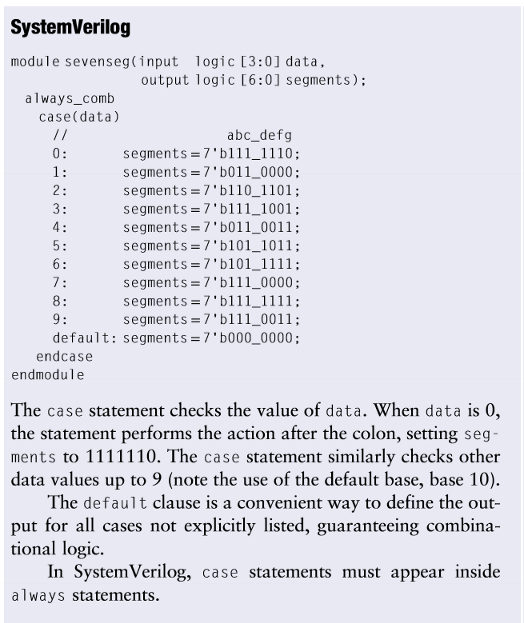 SystemVerilog
module sevenseg(input logic [3:0] data,
output logic [6:0] segments);
always_comb
case(data)
// abc_defg
0: segments=7'b111_1110;
1: segments=7'b011_0000;
2: segments=7'b110_1101;
3: segments=7'b111_1001;
4: segments=7'b011_0011;
5: segments=7'b101_1011;
6: segments=7'b101_1111;
7: segments=7'b111_0000;
8: segments=7'b111_1111;
9: segments=7'b111_0011;
default: segments=7'b000_0000;
endcase
endmodule
The case statement checks the value of data. When data is 0,
the statement performs the action after the colon, setting seg-
ments to 1111110. The case statement similarly checks other
data values up to 9 (note the use of the default base, base 10).
The default clause is a convenient way to define the out-
put for all cases not explicitly listed, guaranteeing combina-
tional logic.
In SystemVerilog, case statements must appear inside
always statements.